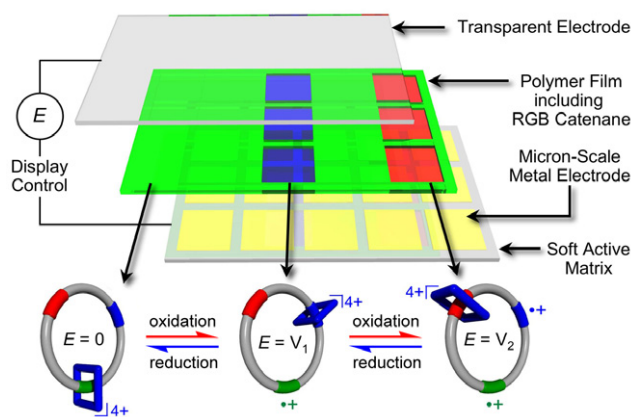 Transparent Electrode
Polymer Film
including
RGB Catenane
E
Display
Control
Micron-Scale
Metal Electrode
Soft Active
Matrix
4+
E = 0
oxidation
reduction
4+
E = V₁
•+
oxidation
reduction
4+
•+
E = V₂
•+